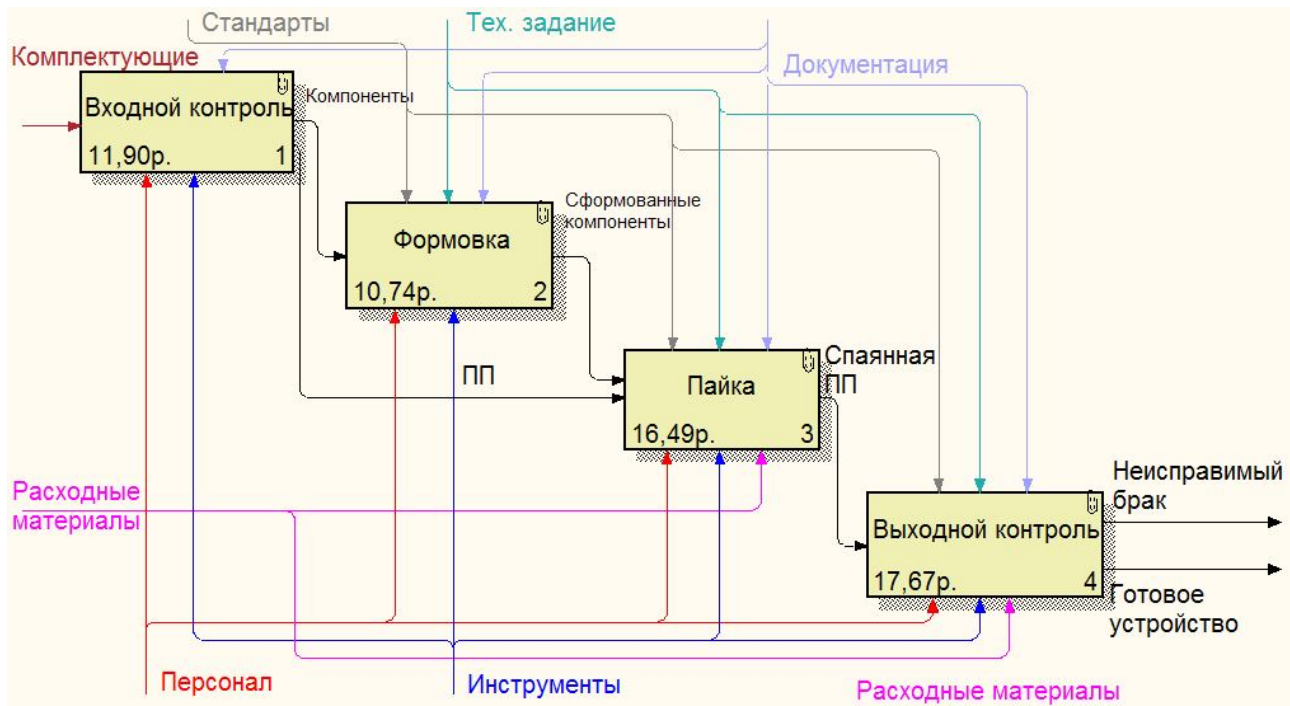 Стандарты
Тех. задание
Комплектующие
Документация
Компоненты
Входной контроль
11,90р.
1
Сформованные
компоненты
Формовка
10,74р.
2
ПП
Спаянная
ПП
Пайка
16,49р.
3
Расходные
материалы
Неисправимый
брак
Выходной контроль
17,67р.
4
Готовое
устройство
Персонал
Инструменты
Расходные материалы